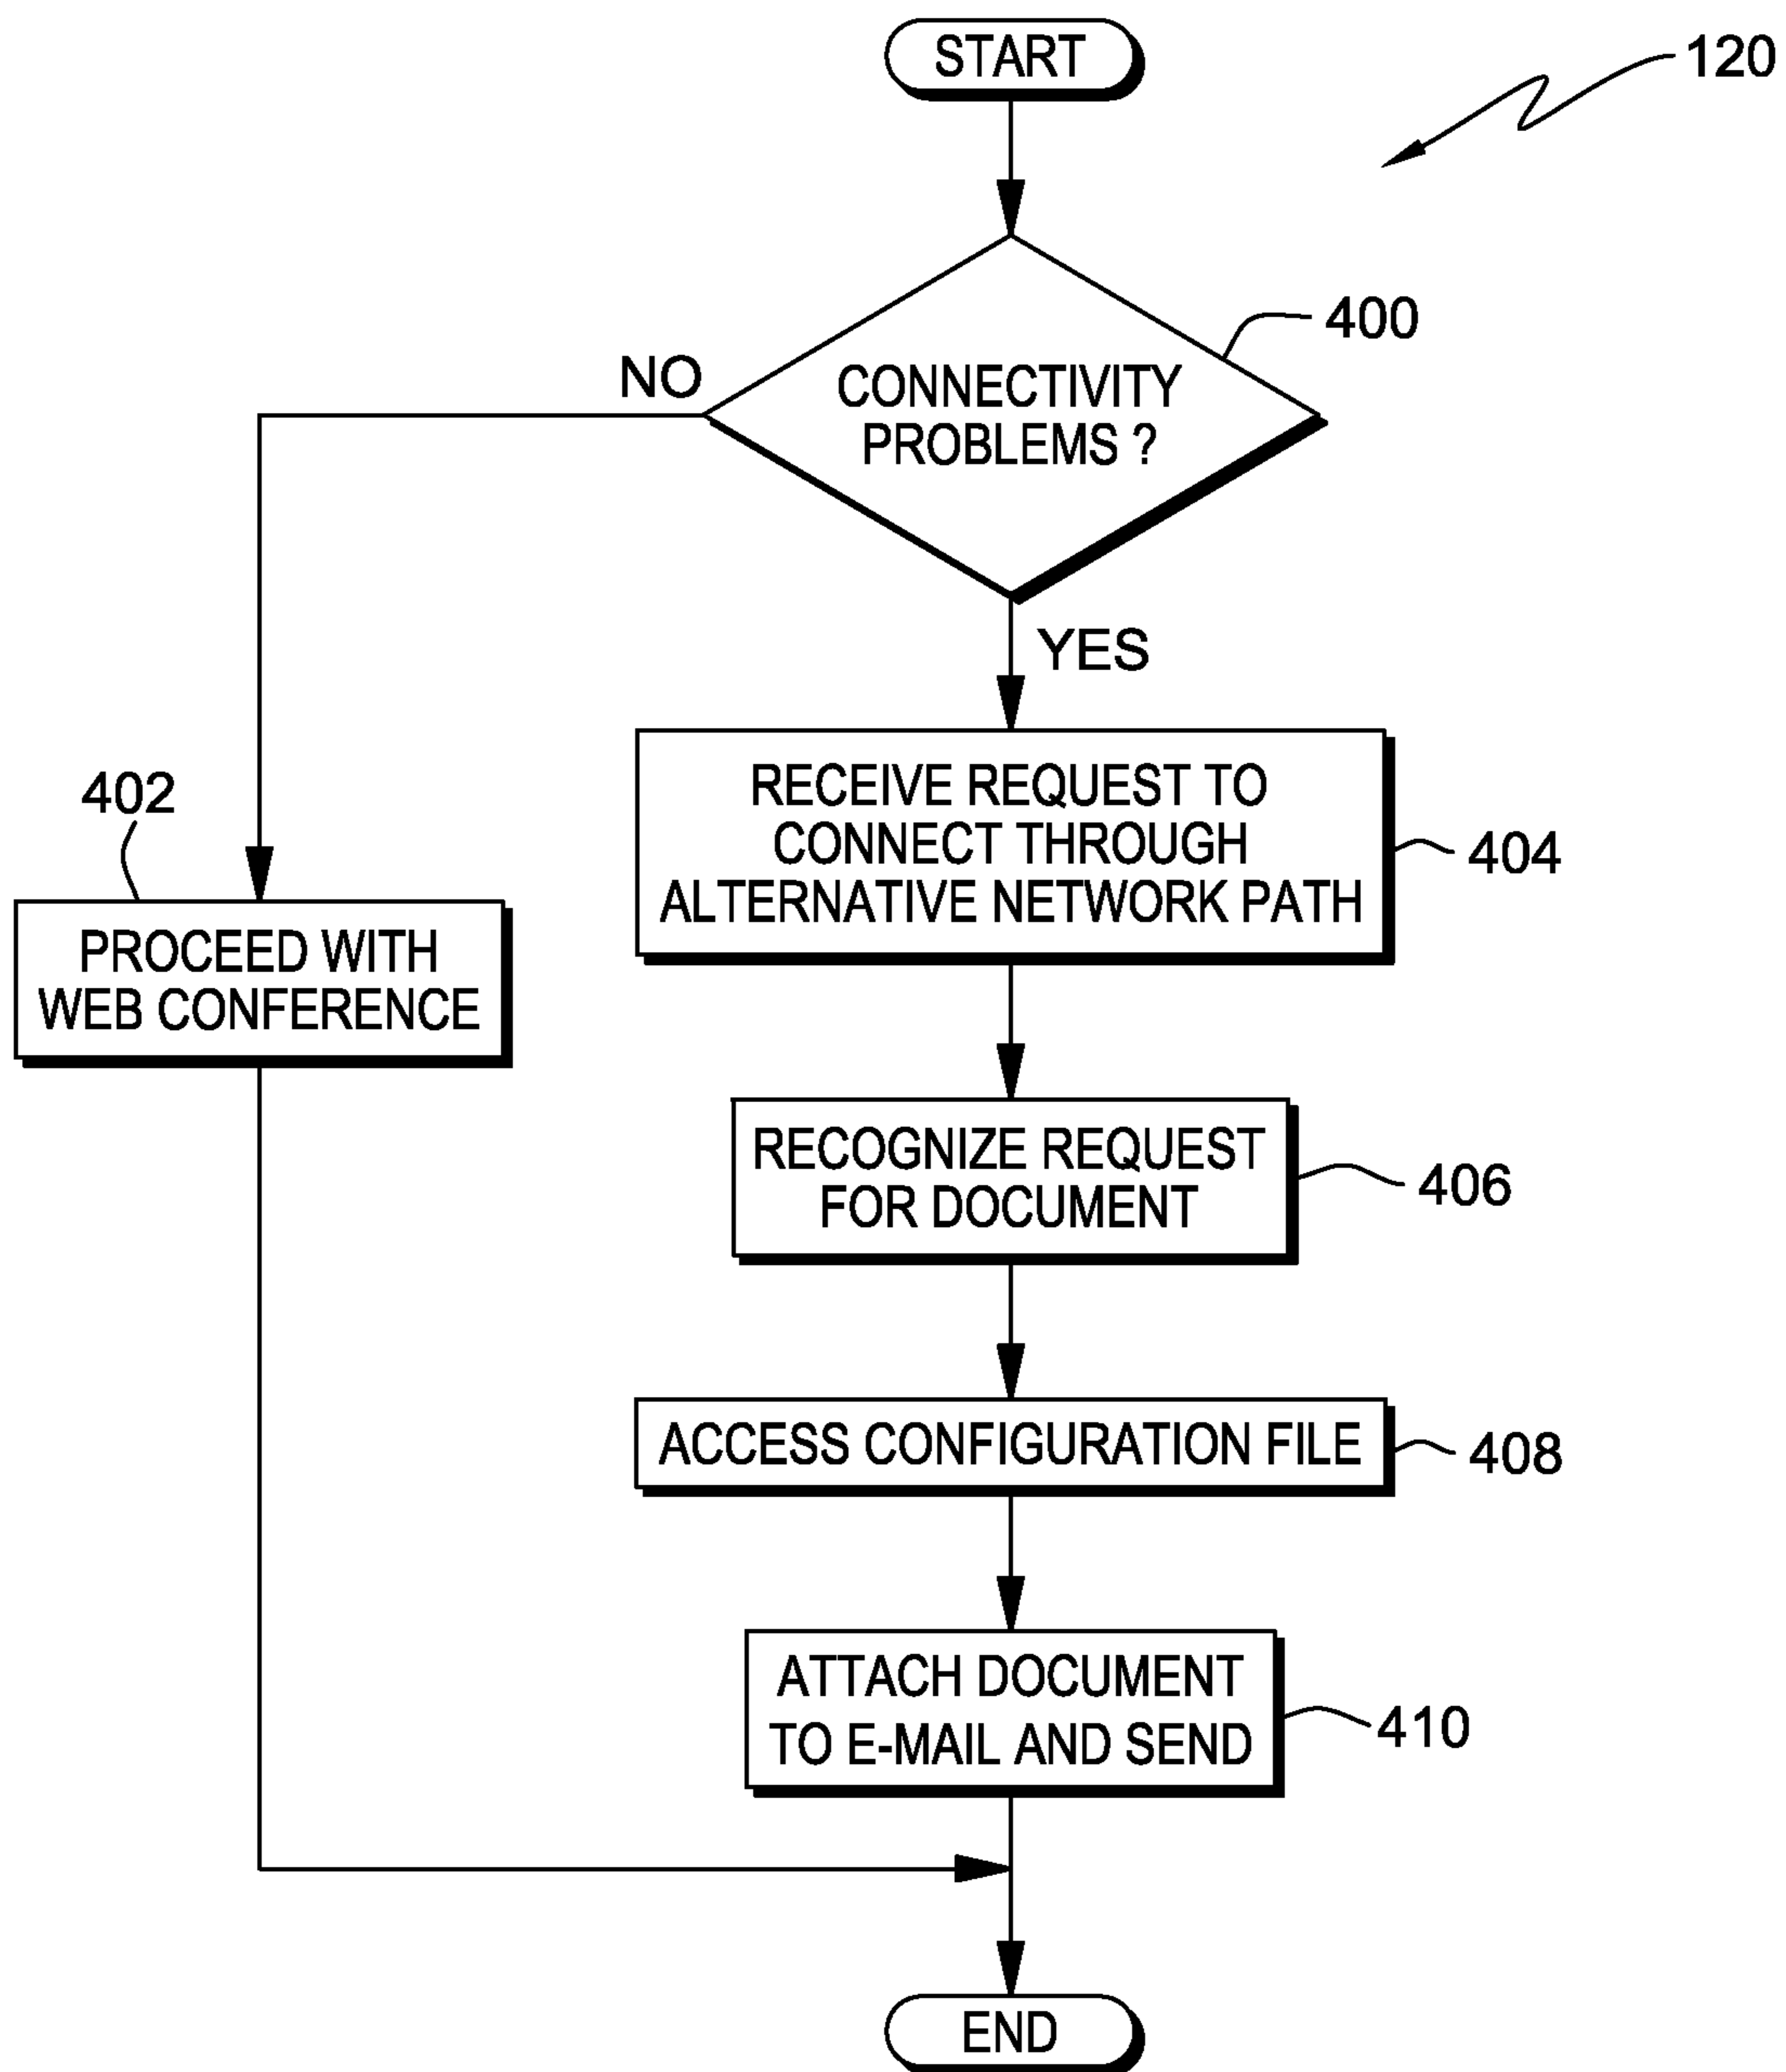 START
120
400
NO
CONNECTIVITY
PROBLEMS ?
YES
402
RECEIVE REQUEST TO
CONNECT THROUGH
ALTERNATIVE NETWORK PATH
404
PROCEED WITH
WEB CONFERENCE
RECOGNIZE REQUEST
FOR DOCUMENT
406
ACCESS CONFIGURATION FILE
408
ATTACH DOCUMENT
TO E-MAIL AND SEND
410
END